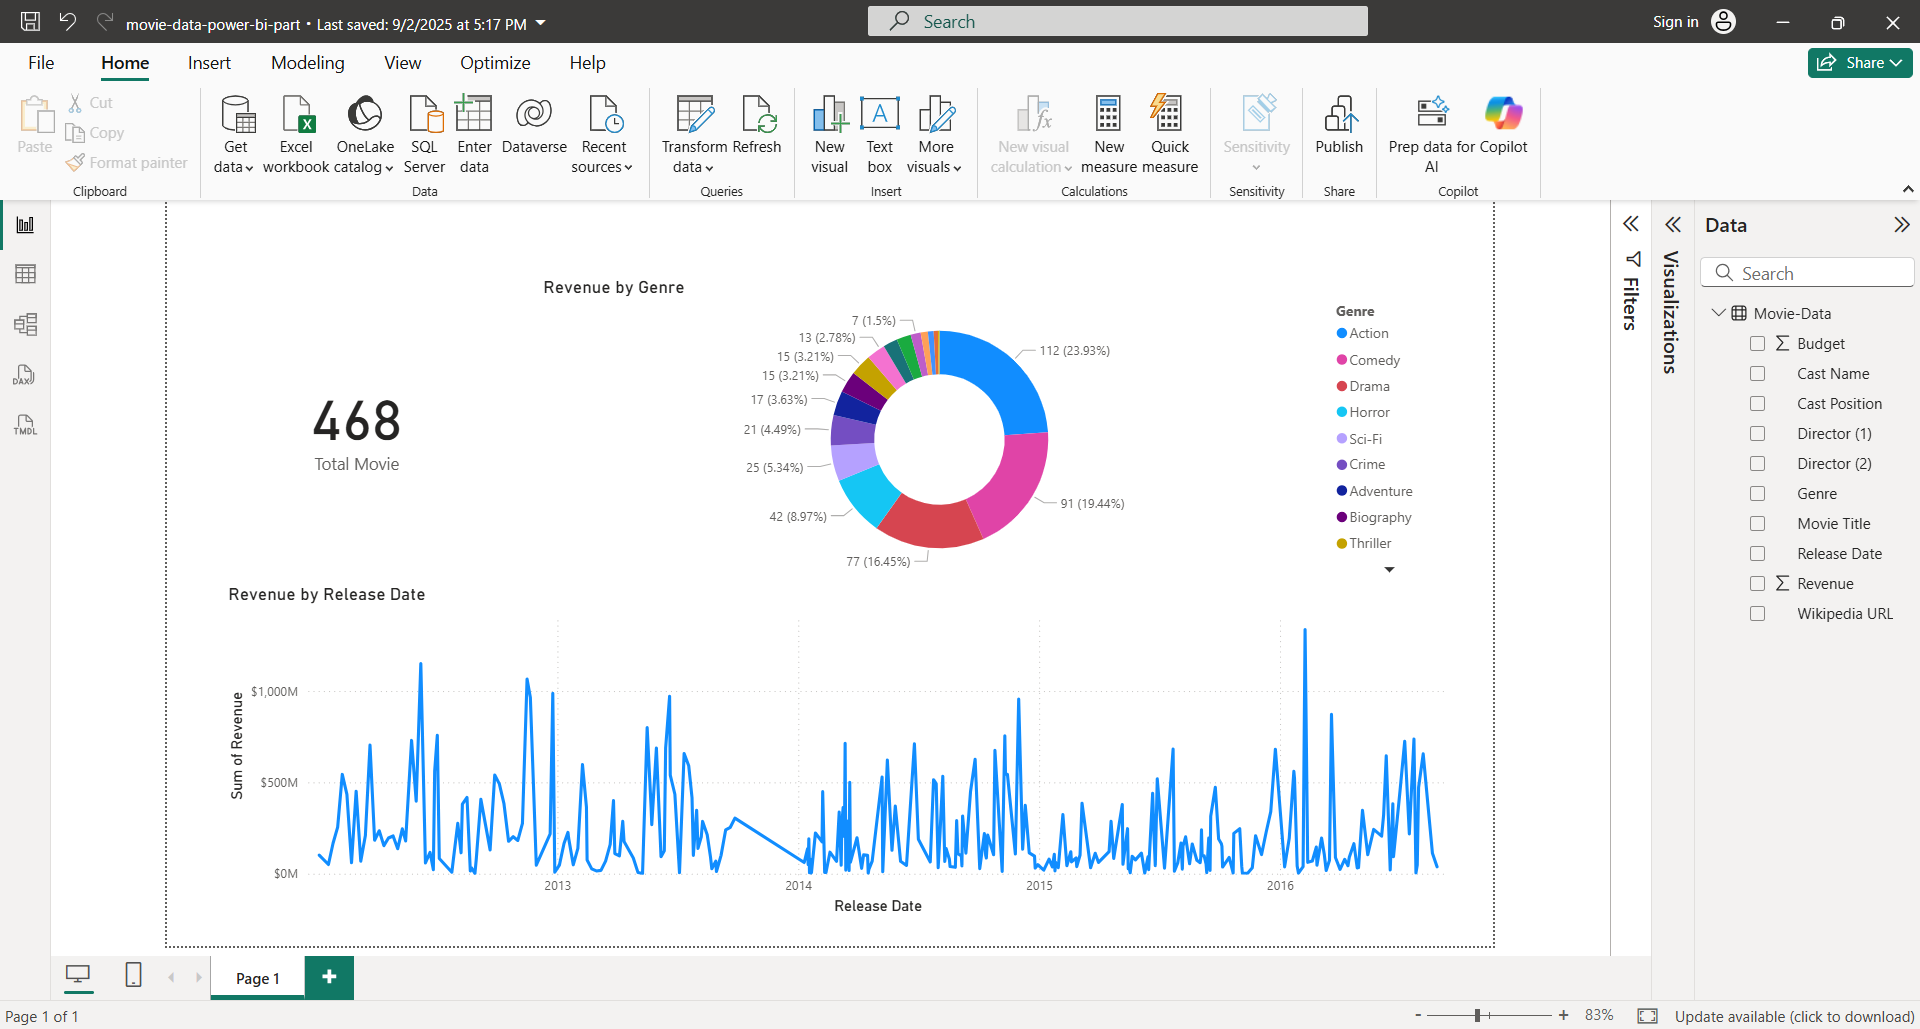 movie-data-power-bi-part • Last saved: 9/2/2025 at 5:17 PM
Search
Sign in
File Home Insert Modeling View Optimize Help
Share
Paste
Cut
Copy
Format painter
Clipboard
Get data
Excel workbook
OneLake catalog
SQL Server
Enter data
Dataverse
Recent sources
Data
Transform data
Refresh
Queries
New visual
Text box
More visuals
Insert
New visual calculation
New measure
Quick measure
Calculations
Sensitivity
Sensitivity
Publish
Share
Prep data for AI
Copilot
Copilot
DAX
TMDL
468
Total Movie
Revenue by Genre
7 (1.5%)
13 (2.78%)
15 (3.21%)
15 (3.21%)
17 (3.63%)
21 (4.49%)
25 (5.34%)
42 (8.97%)
77 (16.45%)
112 (23.93%)
91 (19.44%)
Genre
Action
Comedy
Drama
Horror
Sci-Fi
Crime
Adventure
Biography
Thriller
Revenue by Release Date
Sum of Revenue
$1,000M
$500M
$0M
2013 2014 2015 2016
Release Date
Filters
Visualizations
Data
Search
Movie-Data
Σ Budget
Cast Name
Cast Position
Director (1)
Director (2)
Genre
Movie Title
Release Date
Σ Revenue
Wikipedia URL
Page 1
+
Page 1 of 1
- + 83%
Update available (click to download)